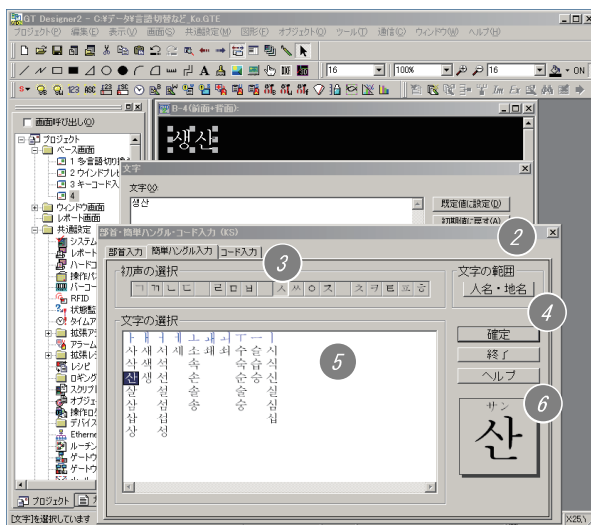 GT Designer2 - C:¥データ¥言語切替など_Ko.GTE
プロジェクト(P) 編集(E) 表示(V) 画面(S) 共通設定(M) 図形(F) オブジェクト(O) ツール(T) 通信(C) ウィンドウ(W) ヘルプ(H)
16 100% 16 ON
画面呼び出し(O)
プロジェクト
ベース画面
1 多言語切り換
2 ウインドブレ
3 キーコード入
4
ウィンドウ画面
レポート画面
共通設定
システム
レポート
ハードコ
操作パ
バーコー
RFID
状態監
タイムア
拡張ア
アラーム
拡張レ
レシピ
ロギング
スクリプト
オブジェ
操作ログ
デバイス
Etherne
ルーチン
ゲートウ
ゲートウ
プロジェクト
[文字]を選択しています
B-4(前面+背面):
생산
文字
文字(X):
생산
既定値に設定(D)
初期値に戻す(A)
部首・簡単ハングル・コード入力 (KS)
部首入力 簡単ハングル入力 コード入力
初声の選択
ㄱ ㄲ ㄴ ㄷ ㄹ ㅁ ㅂ ㅅ ㅆ ㅇ ㅈ ㅊ ㅋ ㅌ ㅍ ㅎ
文字の範囲
人名・地名
文字の選択
ㅏ ㅐ ㅓ ㅔ ㅗ ㅙ ㅚ ㅜ ㅡ ㅣ
사 새 서 세 소 쇄 쇠 수 스 시
삭 색 석 속 숙 습 식
산 생 선 손 순 승 신
살 설 솔 술 실
삼 섬 송 숭 심
삽 섭 십
상 성
確定
終了
ヘルプ
サン
산
2
3
4
5
6
X25,